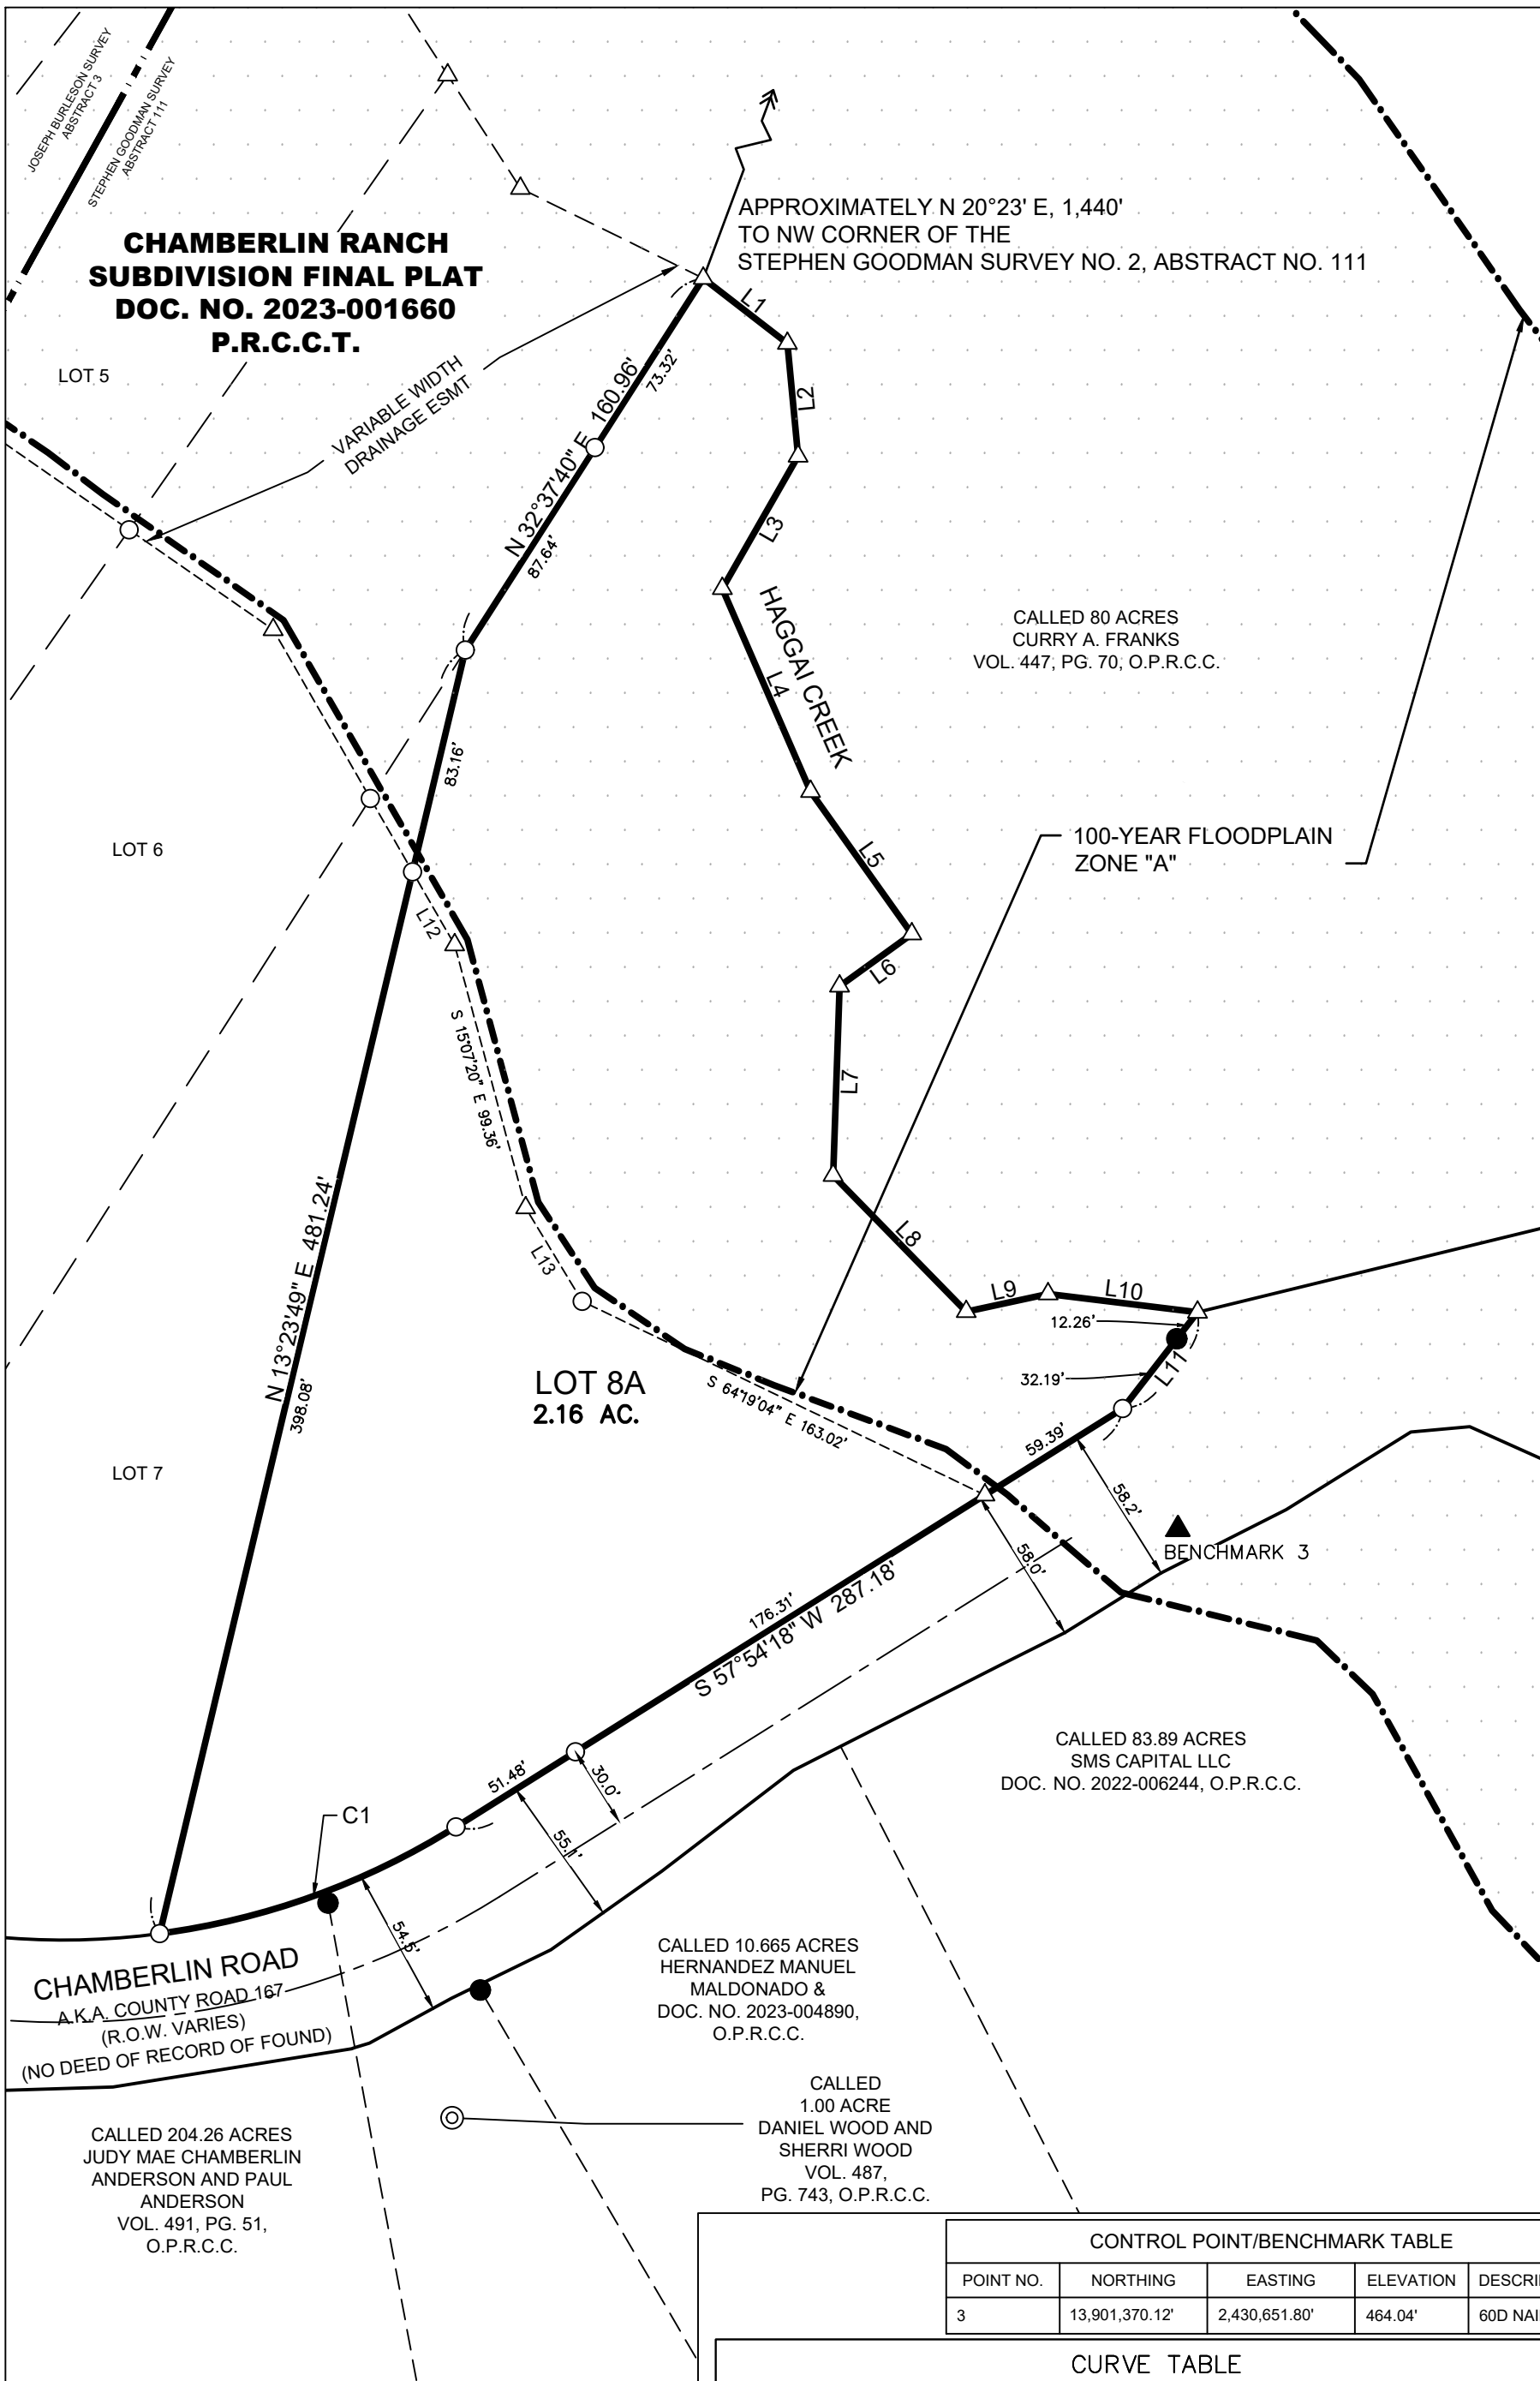 JOSEPH BURLESON SURVEY
ABSTRACT 3
STEPHEN GOODMAN SURVEY
ABSTRACT 111
CHAMBERLIN RANCH
SUBDIVISION FINAL PLAT
DOC. NO. 2023-001660
P.R.C.C.T.
APPROXIMATELY N 20°23' E, 1,440'
TO NW CORNER OF THE
STEPHEN GOODMAN SURVEY NO. 2, ABSTRACT NO. 111
LOT 5
VARIABLE WIDTH
DRAINAGE ESMT
N 32°37'40" E 160.96'
73.32'
87.64'
L1
L2
L3
HAGGAI CREEK
L4
CALLED 80 ACRES
CURRY A. FRANKS
VOL. 447, PG. 70, O.P.R.C.C.
83.16'
LOT 6
100-YEAR FLOODPLAIN
ZONE "A"
L5
L6
L12
S 15°07'20" E 99.36'
L7
L8
L13
N 13°23'49" E 481.24'
398.08'
L9
L10
12.26'
32.19'
L11
LOT 8A
2.16 AC.
S 64°19'04" E 163.02'
59.39'
LOT 7
58.2'
58.0'
BENCHMARK 3
176.31'
S 57°54'18" W 287.18'
51.48'
30.0'
55.1'
C1
54.5'
CALLED 83.89 ACRES
SMS CAPITAL LLC
DOC. NO. 2022-006244, O.P.R.C.C.
CHAMBERLIN ROAD
A.K.A. COUNTY ROAD 167
(R.O.W. VARIES)
(NO DEED OF RECORD OF FOUND)
CALLED 10.665 ACRES
HERNANDEZ MANUEL
MALDONADO &
DOC. NO. 2023-004890,
O.P.R.C.C.
CALLED
1.00 ACRE
DANIEL WOOD AND
SHERRI WOOD
VOL. 487,
PG. 743, O.P.R.C.C.
CALLED 204.26 ACRES
JUDY MAE CHAMBERLIN
ANDERSON AND PAUL
ANDERSON
VOL. 491, PG. 51,
O.P.R.C.C.
CONTROL POINT/BENCHMARK TABLE
POINT NO. NORTHING EASTING ELEVATION
3 13,901,370.12' 2,430,651.80' 464.04' 60D
CURVE TABLE